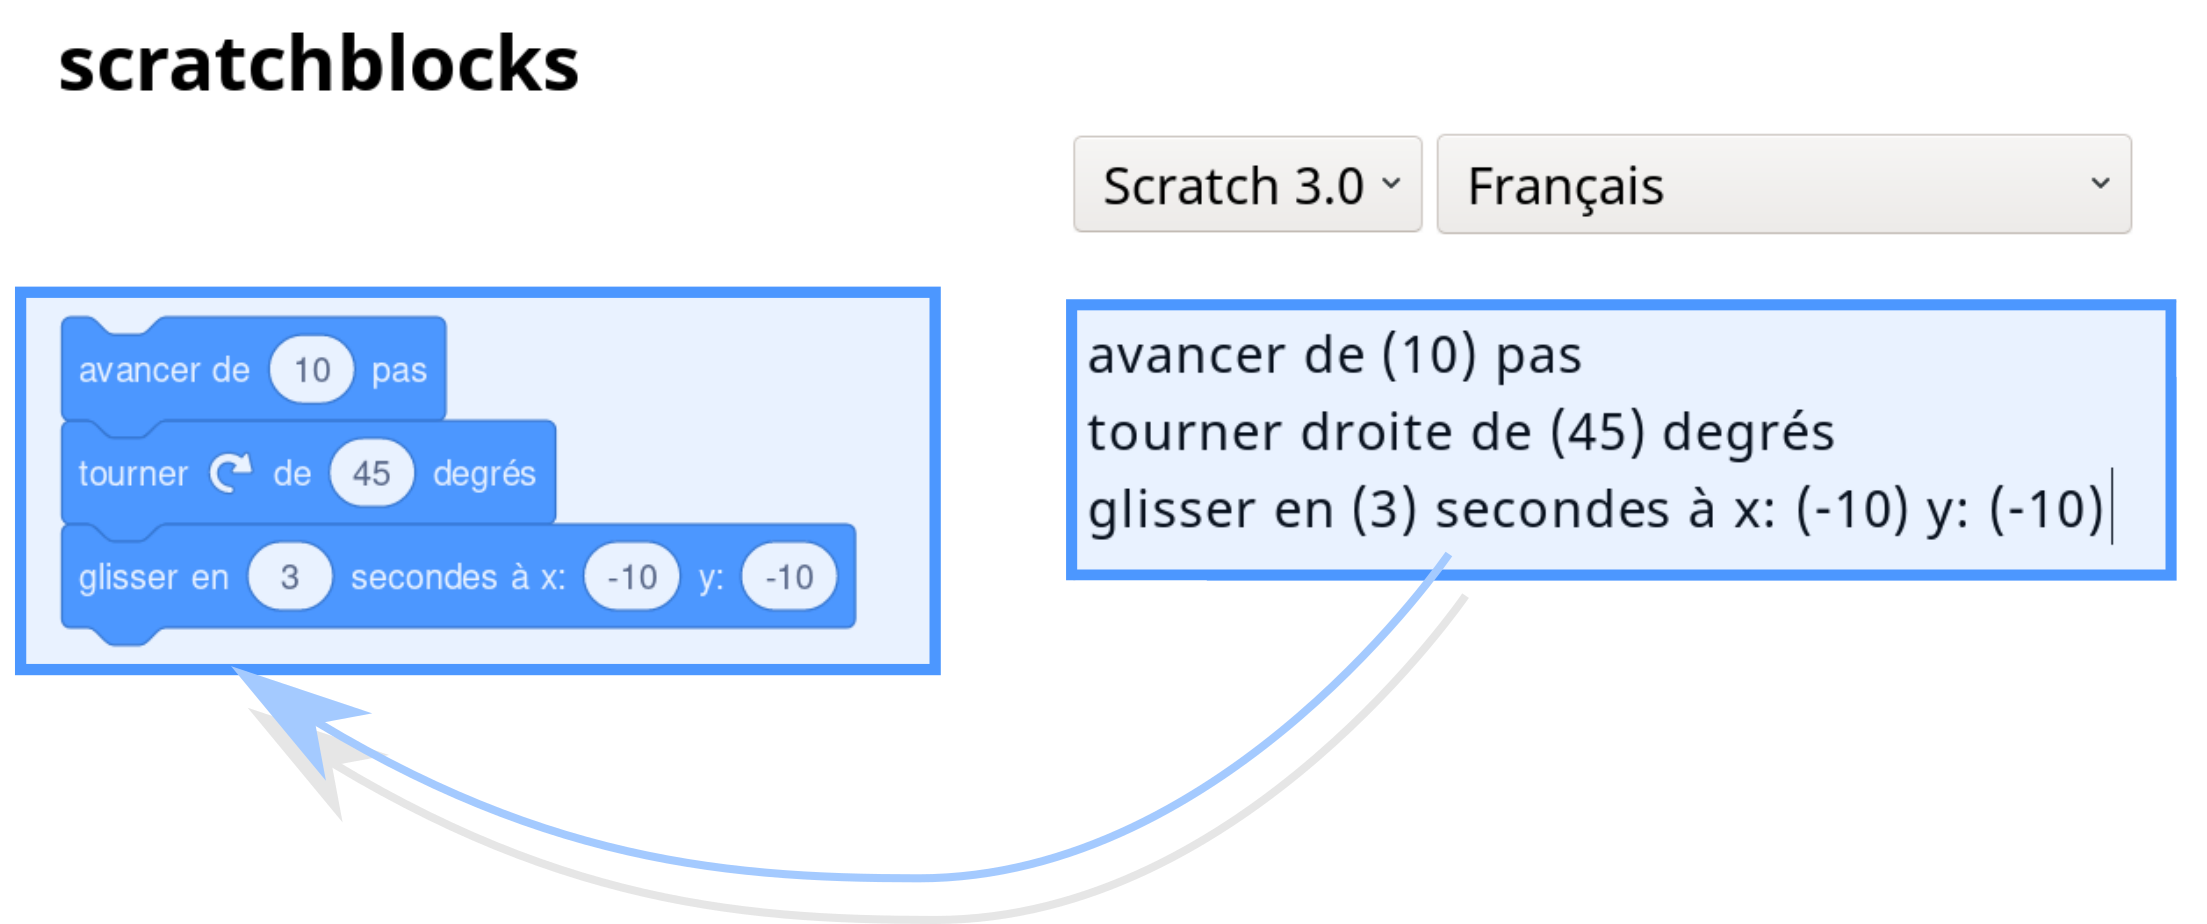 scratchblocks
Scratch 3.0
Français
avancer de 10 pas
tourner de 45 degrés
glisser en 3 secondes à x: -10 y: -10
avancer de (10) pas
tourner droite de (45) degrés
glisser en (3) secondes à x: (-10) y: (-10)